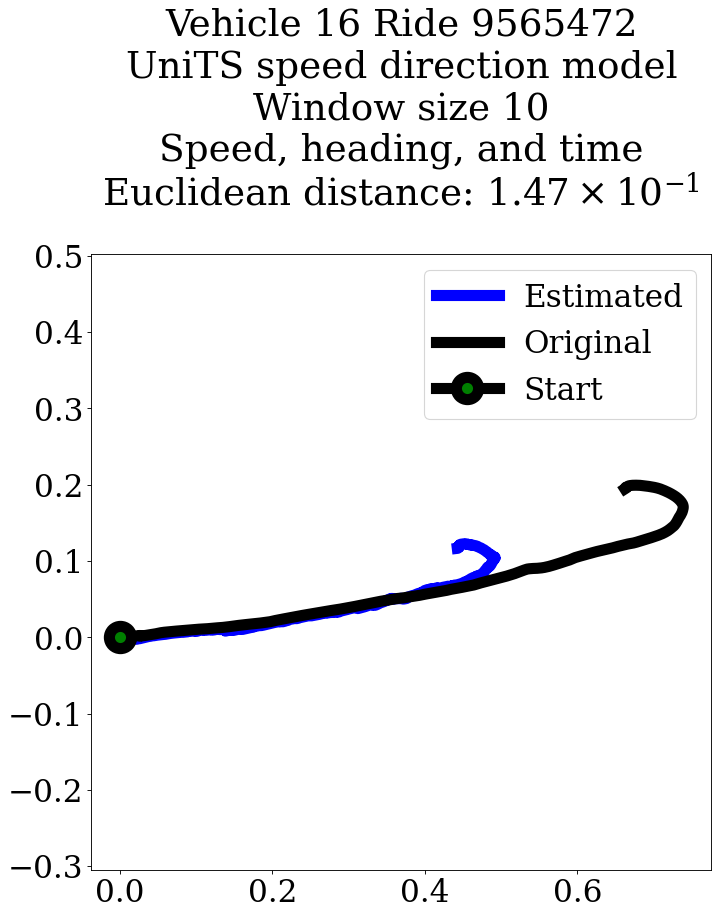 Vehicle 16 Ride 9565472
UniTS speed direction model
Window size 10
Speed, heading, and time
Euclidean distance: 1.47 × 10⁻¹
Estimated
Original
Start
0.5
0.4
0.3
0.2
0.1
0.0
−0.1
−0.2
−0.3
0.0 0.2 0.4 0.6